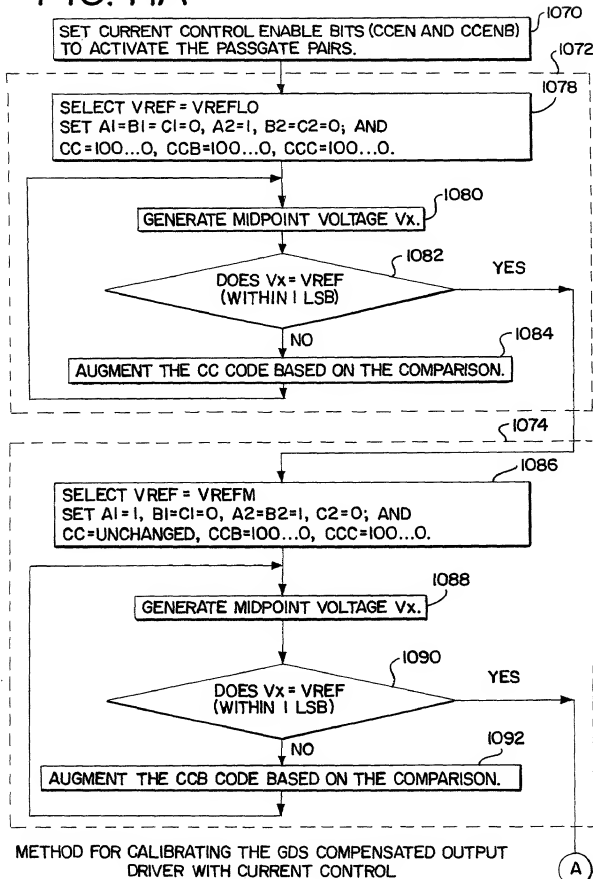 1070
SET CURRENT CONTROL ENABLE BITS (CCEN AND CCENB)
TO ACTIVATE THE PASSGATE PAIRS.
1072
1078
SELECT VREF = VREFLO
SET A1=B1=C1=0, A2=1, B2=C2=0; AND
CC=100...0, CCB=100...0, CCC=100...0.
1080
GENERATE MIDPOINT VOLTAGE Vx.
1082
DOES Vx = VREF
(WITHIN 1 LSB)
YES
NO
1084
AUGMENT THE CC CODE BASED ON THE COMPARISON.
1074
1086
SELECT VREF = VREFM
SET A1=1, B1=C1=0, A2=B2=1, C2=0; AND
CC=UNCHANGED, CCB=100...0, CCC=100...0.
1088
GENERATE MIDPOINT VOLTAGE Vx.
1090
DOES Vx = VREF
(WITHIN 1 LSB)
YES
NO
1092
AUGMENT THE CCB CODE BASED ON THE COMPARISON.
METHOD FOR CALIBRATING THE GDS COMPENSATED OUTPUT
DRIVER WITH CURRENT CONTROL
A